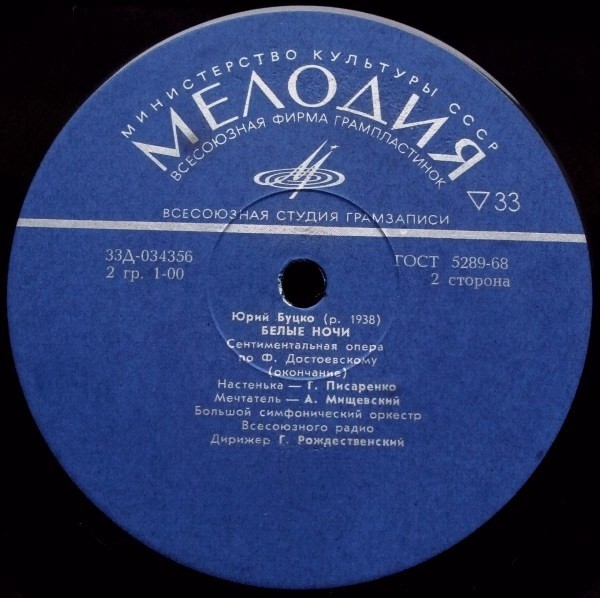 МИНИСТЕРСТВО КУЛЬТУРЫ СССР
МЕЛОДИЯ
ВСЕСОЮЗНАЯ ФИРМА ГРАМПЛАСТИНОК
33
ВСЕСОЮЗНАЯ СТУДИЯ ГРАМЗАПИСИ
33Д-034356
2 гр. 1-00
ГОСТ 5289-68
2 сторона
Юрий Буцко (р. 1938)
БЕЛЫЕ НОЧИ
Сентиментальная опера
по Ф. Достоевскому
(окончание)
Настенька — Г. Писаренко
Мечтатель — А. Мищевский
Большой симфонический оркестр
Всесоюзного радио
Дирижер Г. Рождественский